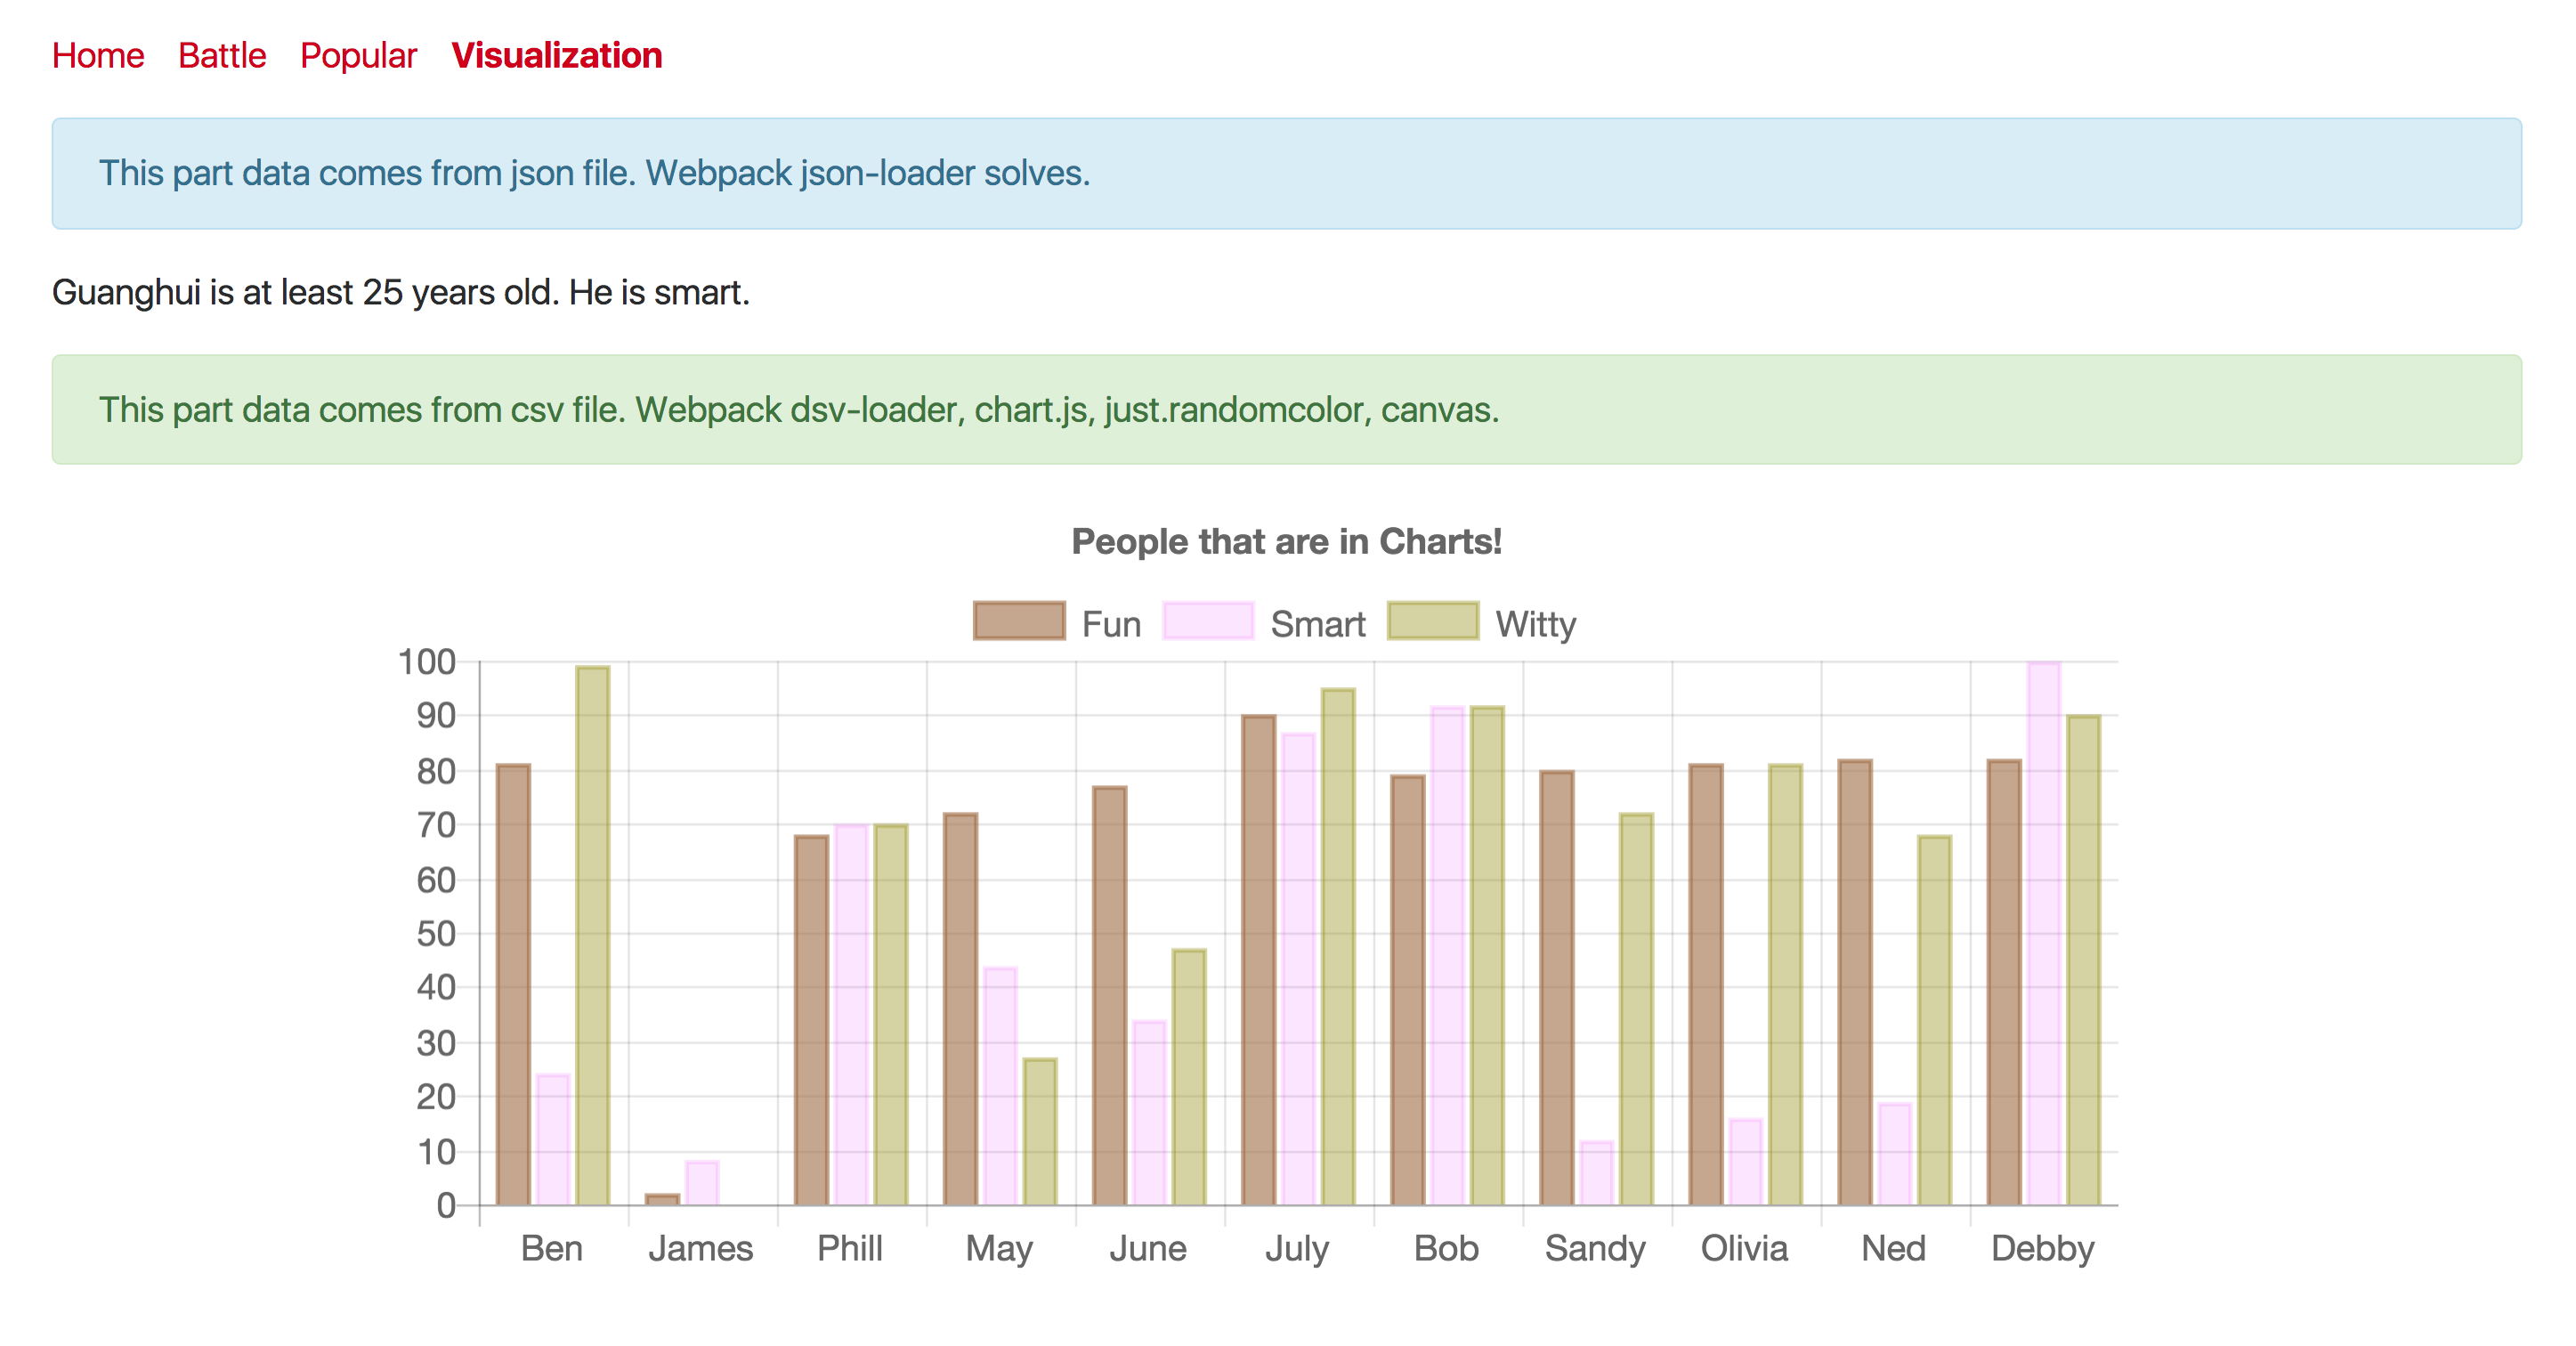 Home Battle Popular Visualization
This part data comes from json file. Webpack json-loader solves.
Guanghui is at least 25 years old. He is smart.
This part data comes from csv file. Webpack dsv-loader, chart.js, just.randomcolor, canvas.
People that are in Charts!
Fun Smart Witty
100
90
80
70
60
50
40
30
20
10
0
Ben James Phill May June July Bob Sandy Olivia Ned Debby